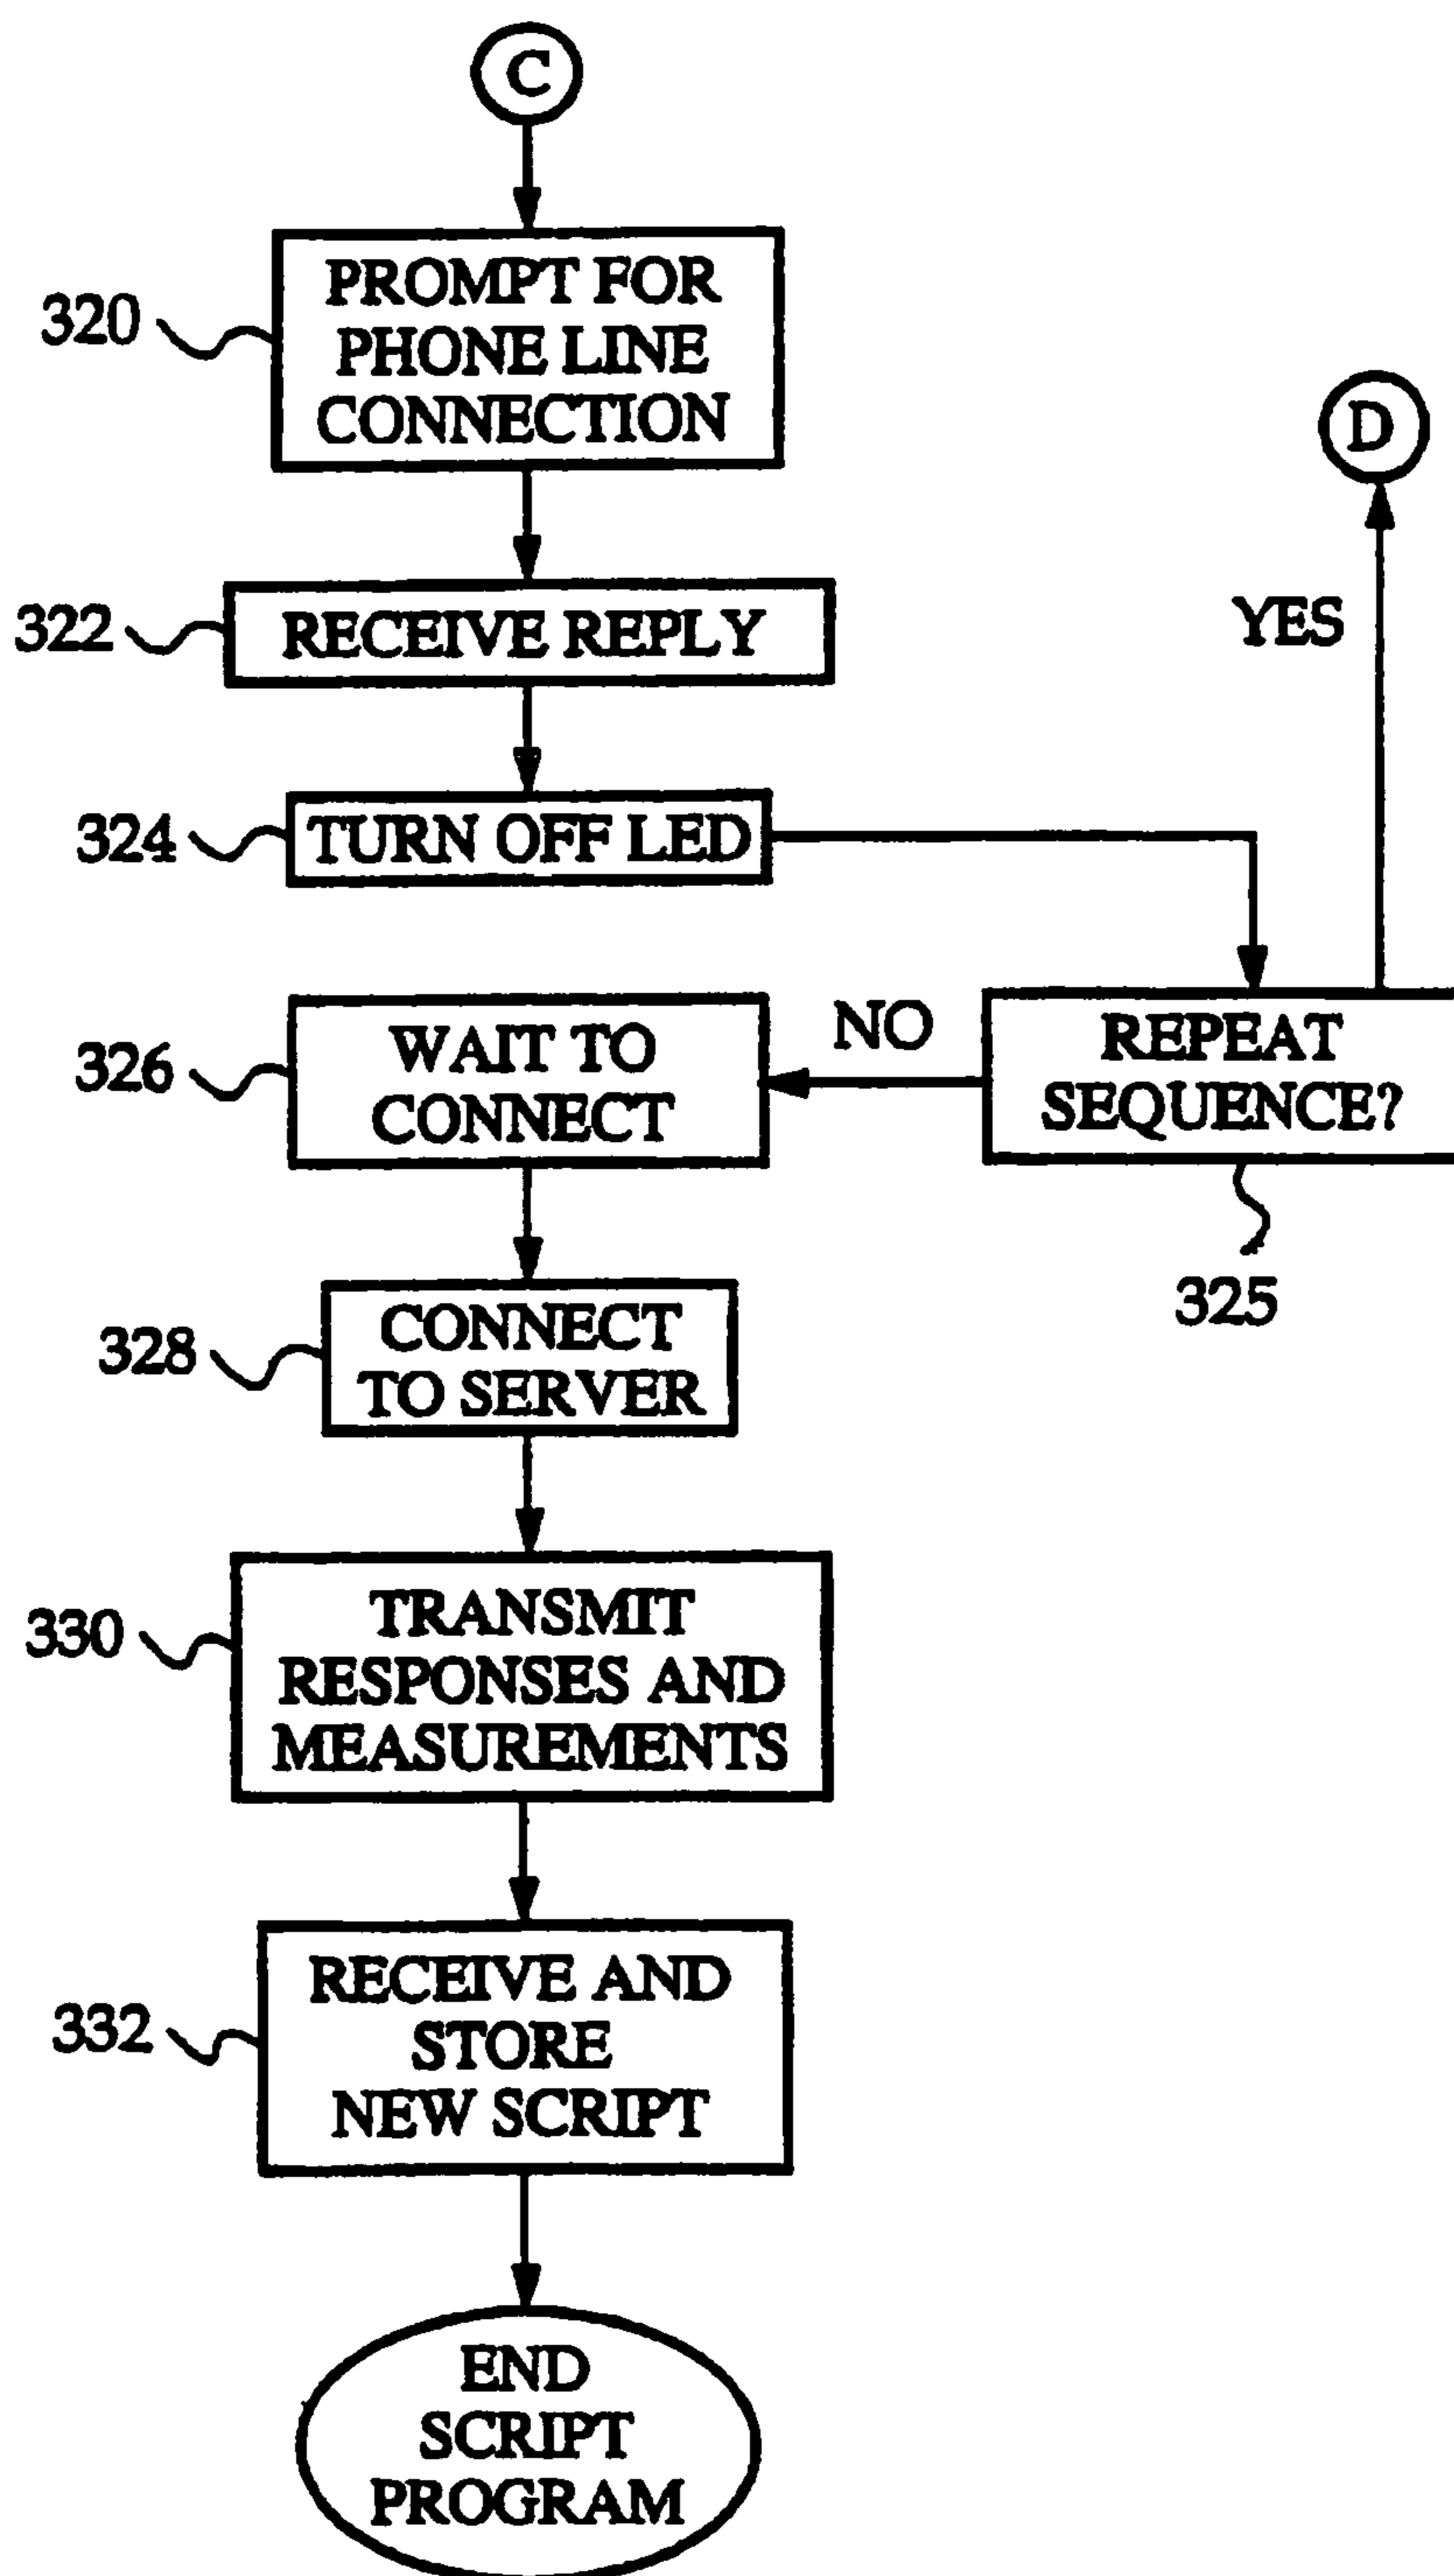 C
320
PROMPT FOR
PHONE LINE
CONNECTION
D
322
RECEIVE REPLY
YES
324
TURN OFF LED
326
WAIT TO
CONNECT
NO
REPEAT
SEQUENCE?
325
328
CONNECT
TO SERVER
330
TRANSMIT
RESPONSES AND
MEASUREMENTS
332
RECEIVE AND
STORE
NEW SCRIPT
END
SCRIPT
PROGRAM